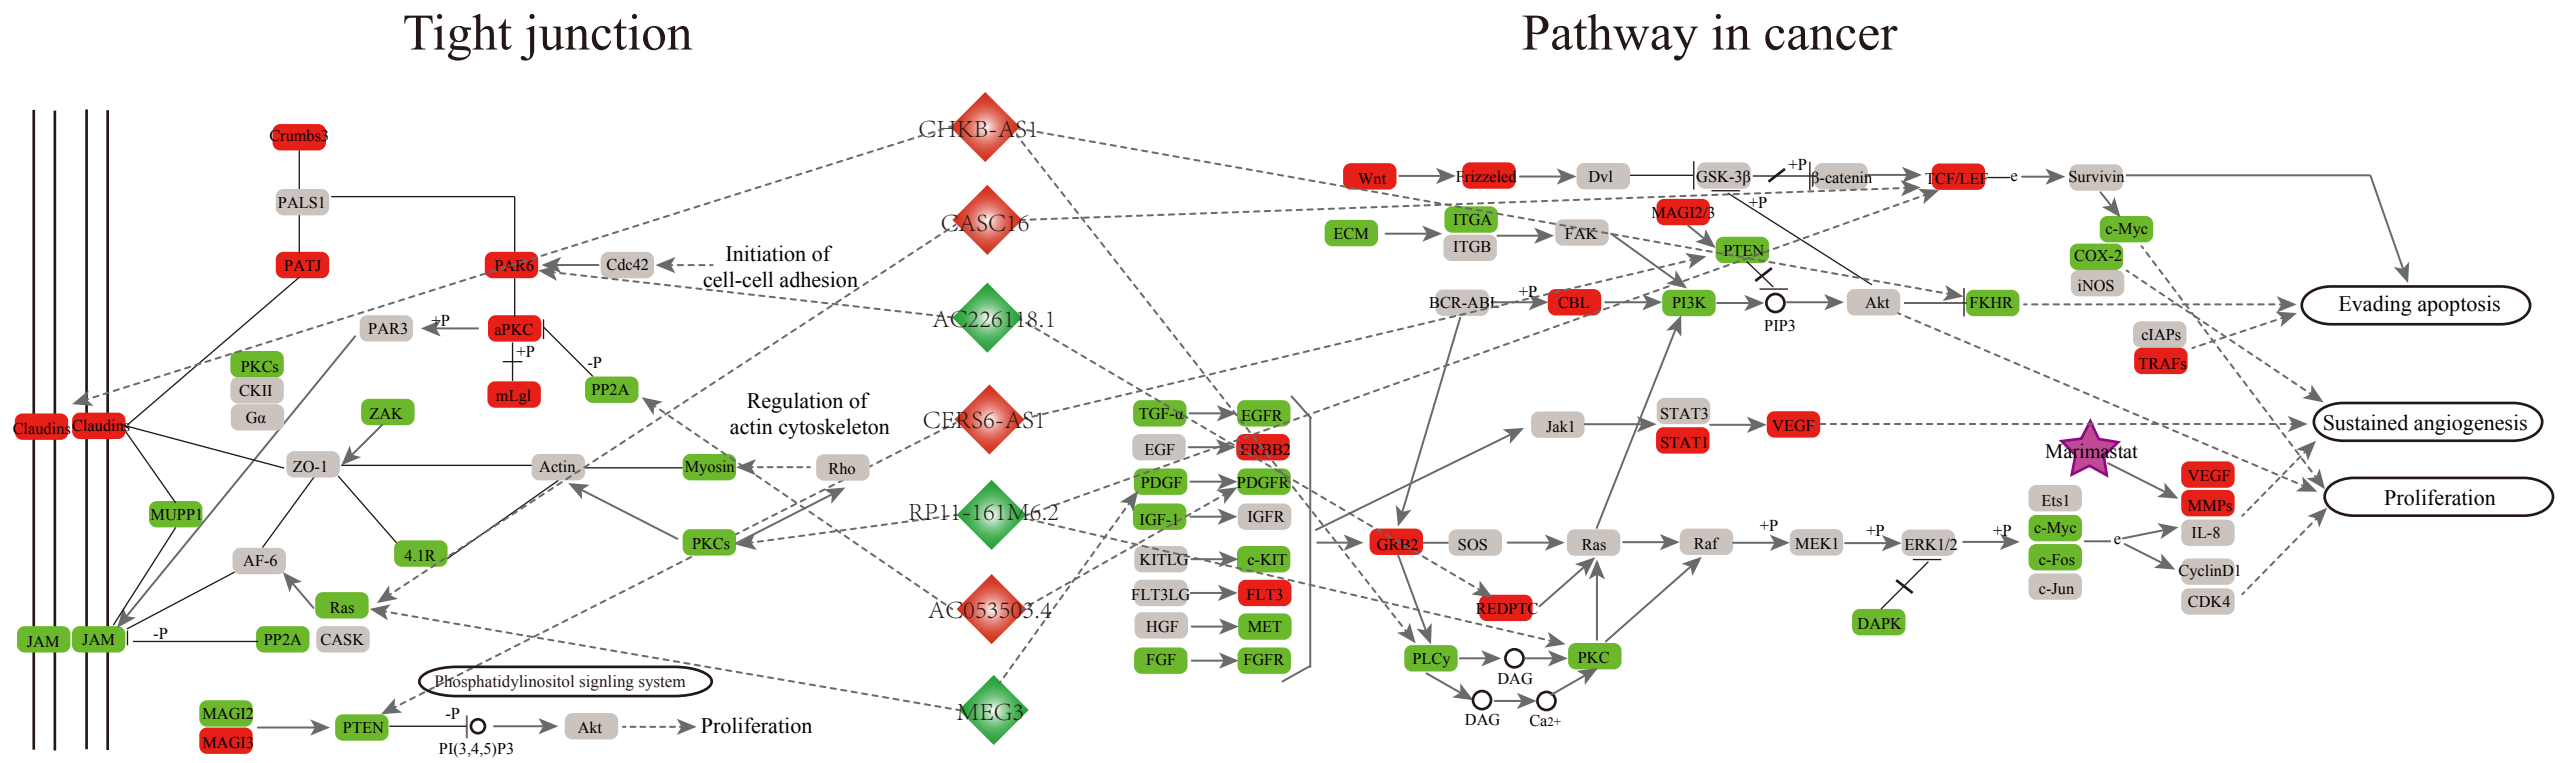 Tight junction
Pathway in cancer
Crumbs3
PALS1
PATJ
PAR6
Cdc42
Initiation of
cell-cell adhesion
PAR3
+P
aPKC
+P
-P
mLgl
PP2A
PKCs
CKII
Gα
ZAK
Claudins
Claudins
Regulation of
actin cytoskeleton
ZO-1
Actin
Myosin
Rho
MUPP1
4.1R
PKCs
AF-6
Ras
CASK
JAM
JAM
-P
PP2A
Phosphatidylinositol signling system
MAGI2
MAGI3
PTEN
-P
PI(3,4,5)P3
Akt
Proliferation
CHKB-AS1
CASC16
AC226118.1
CERS6-AS1
RP11-161M6.2
AC053503.4
MEG3
TGF-α
EGFR
EGF
ERBB2
PDGF
PDGFR
IGF-1
IGFR
KITLG
c-KIT
FLT3LG
FLT3
HGF
MET
FGF
FGFR
Wnt
Frizzeled
Dvl
GSK-3β
+P
β-catenin
TCF/LEF
e
Survivin
ECM
ITGA
ITGB
FAK
MAGI2/3
+P
PTEN
c-Myc
COX-2
iNOS
BCR-ABL
+P
CBL
PI3K
PIP3
Akt
FKHR
Evading apoptosis
cIAPs
TRAFs
Jak1
STAT3
STAT1
VEGF
Sustained angiogenesis
Marimastat
VEGF
MMPs
IL-8
Proliferation
Ets1
c-Myc
c-Fos
c-Jun
e
CyclinD1
CDK4
GRB2
SOS
Ras
Raf
+P
MEK1
+P
ERK1/2
+P
REDPTC
DAPK
PLCy
DAG
PKC
DAG
Ca2+